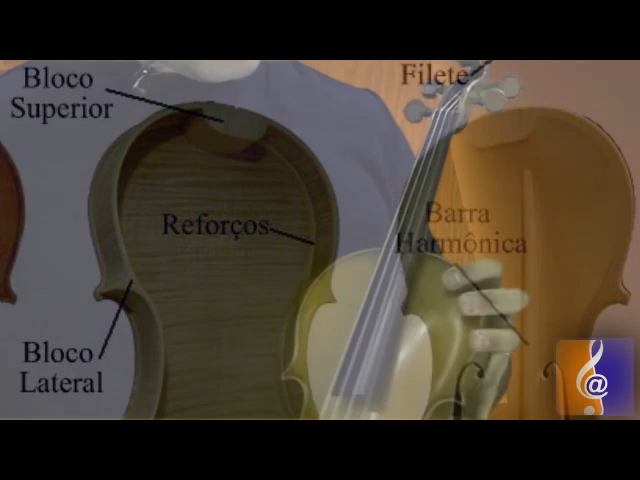 Bloco
Superior
Filete
Reforços
Barra
Harmônica
Bloco
Lateral
@